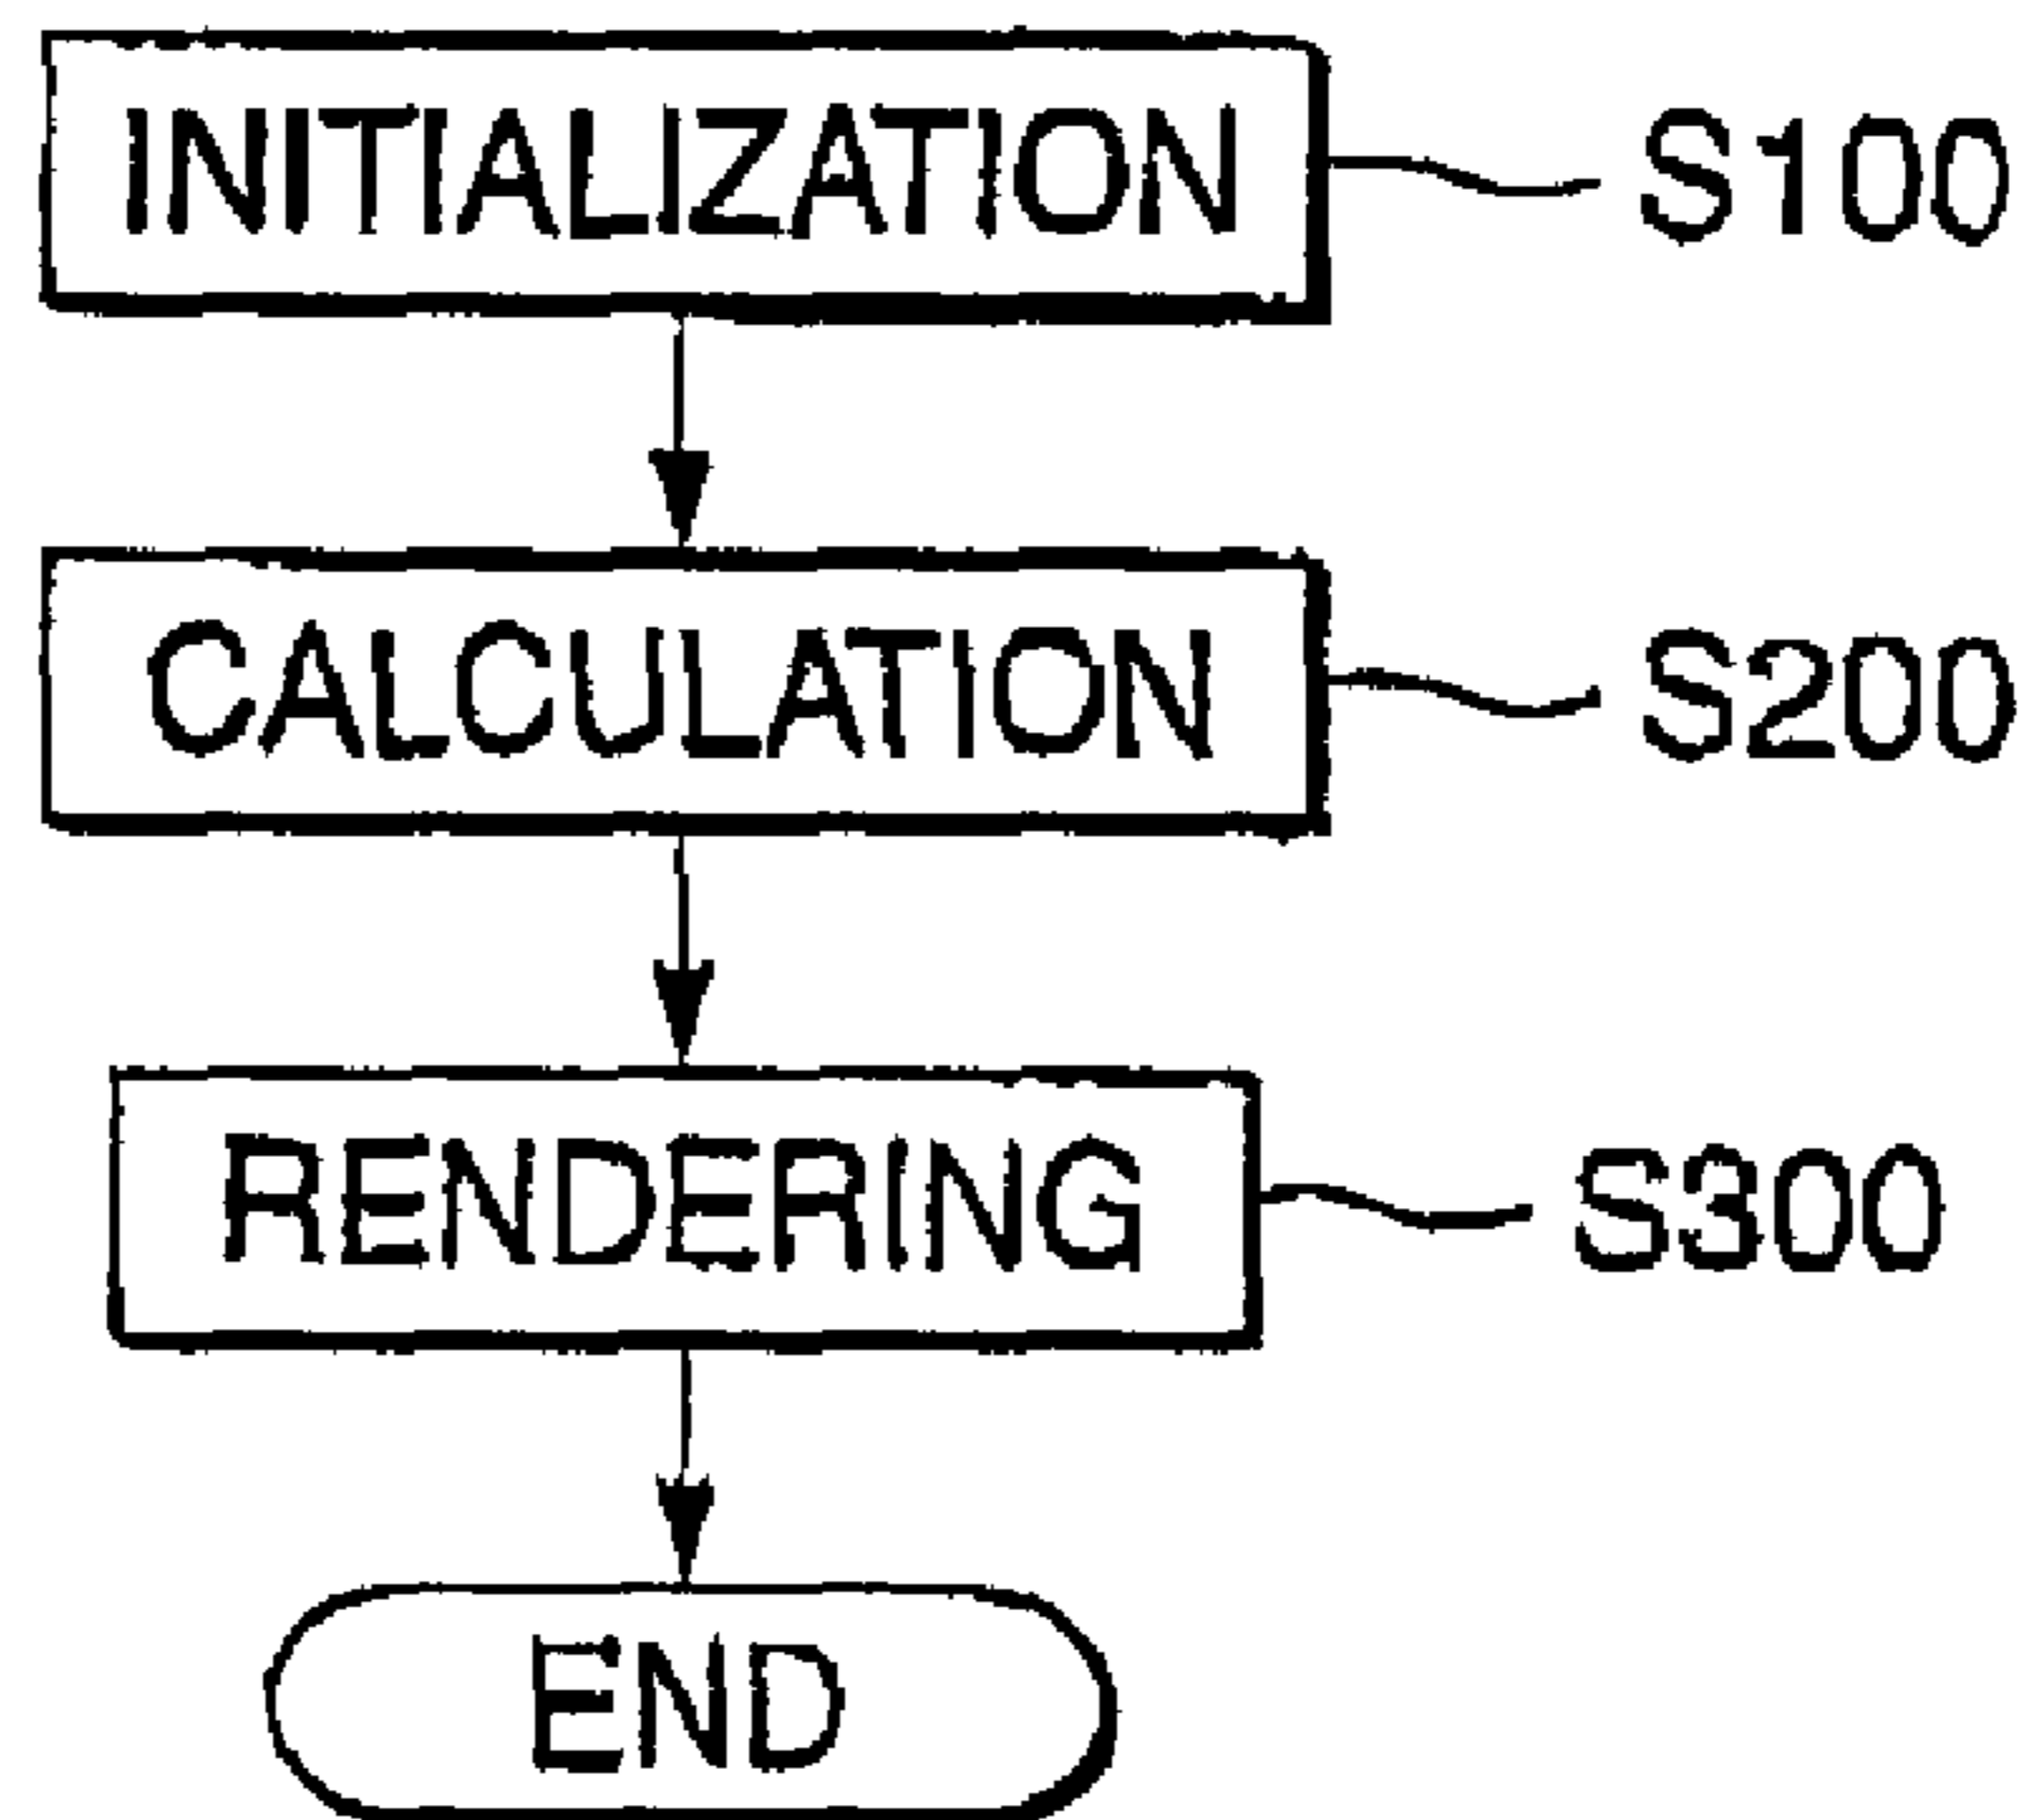 INITIALIZATION S100
CALCULATION S200
RENDERING S300
END